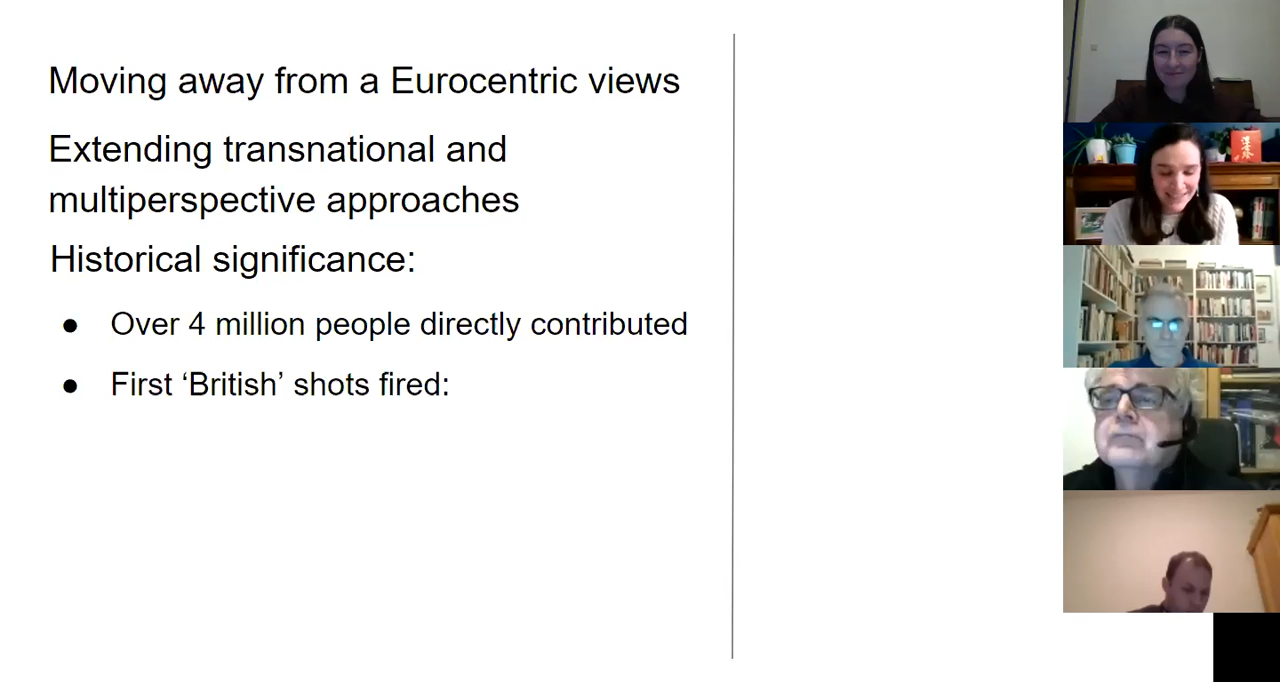 Moving away from a Eurocentric views
Extending transnational and
multiperspective approaches
Historical significance:
● Over 4 million people directly contributed
● First ‘British’ shots fired: